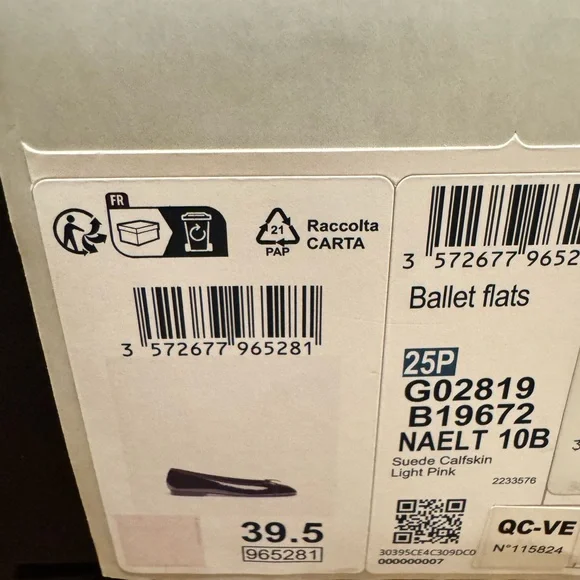 FR
21
PAP
Raccolta
CARTA
3 572677 965281
39.5
965281
3 572677 9652
Ballet flats
25P
G02819
B19672
NAELT 10B
Suede Calfskin
Light Pink
2233576
30395CE4C309DC0
000000007
QC-VE
N°115824